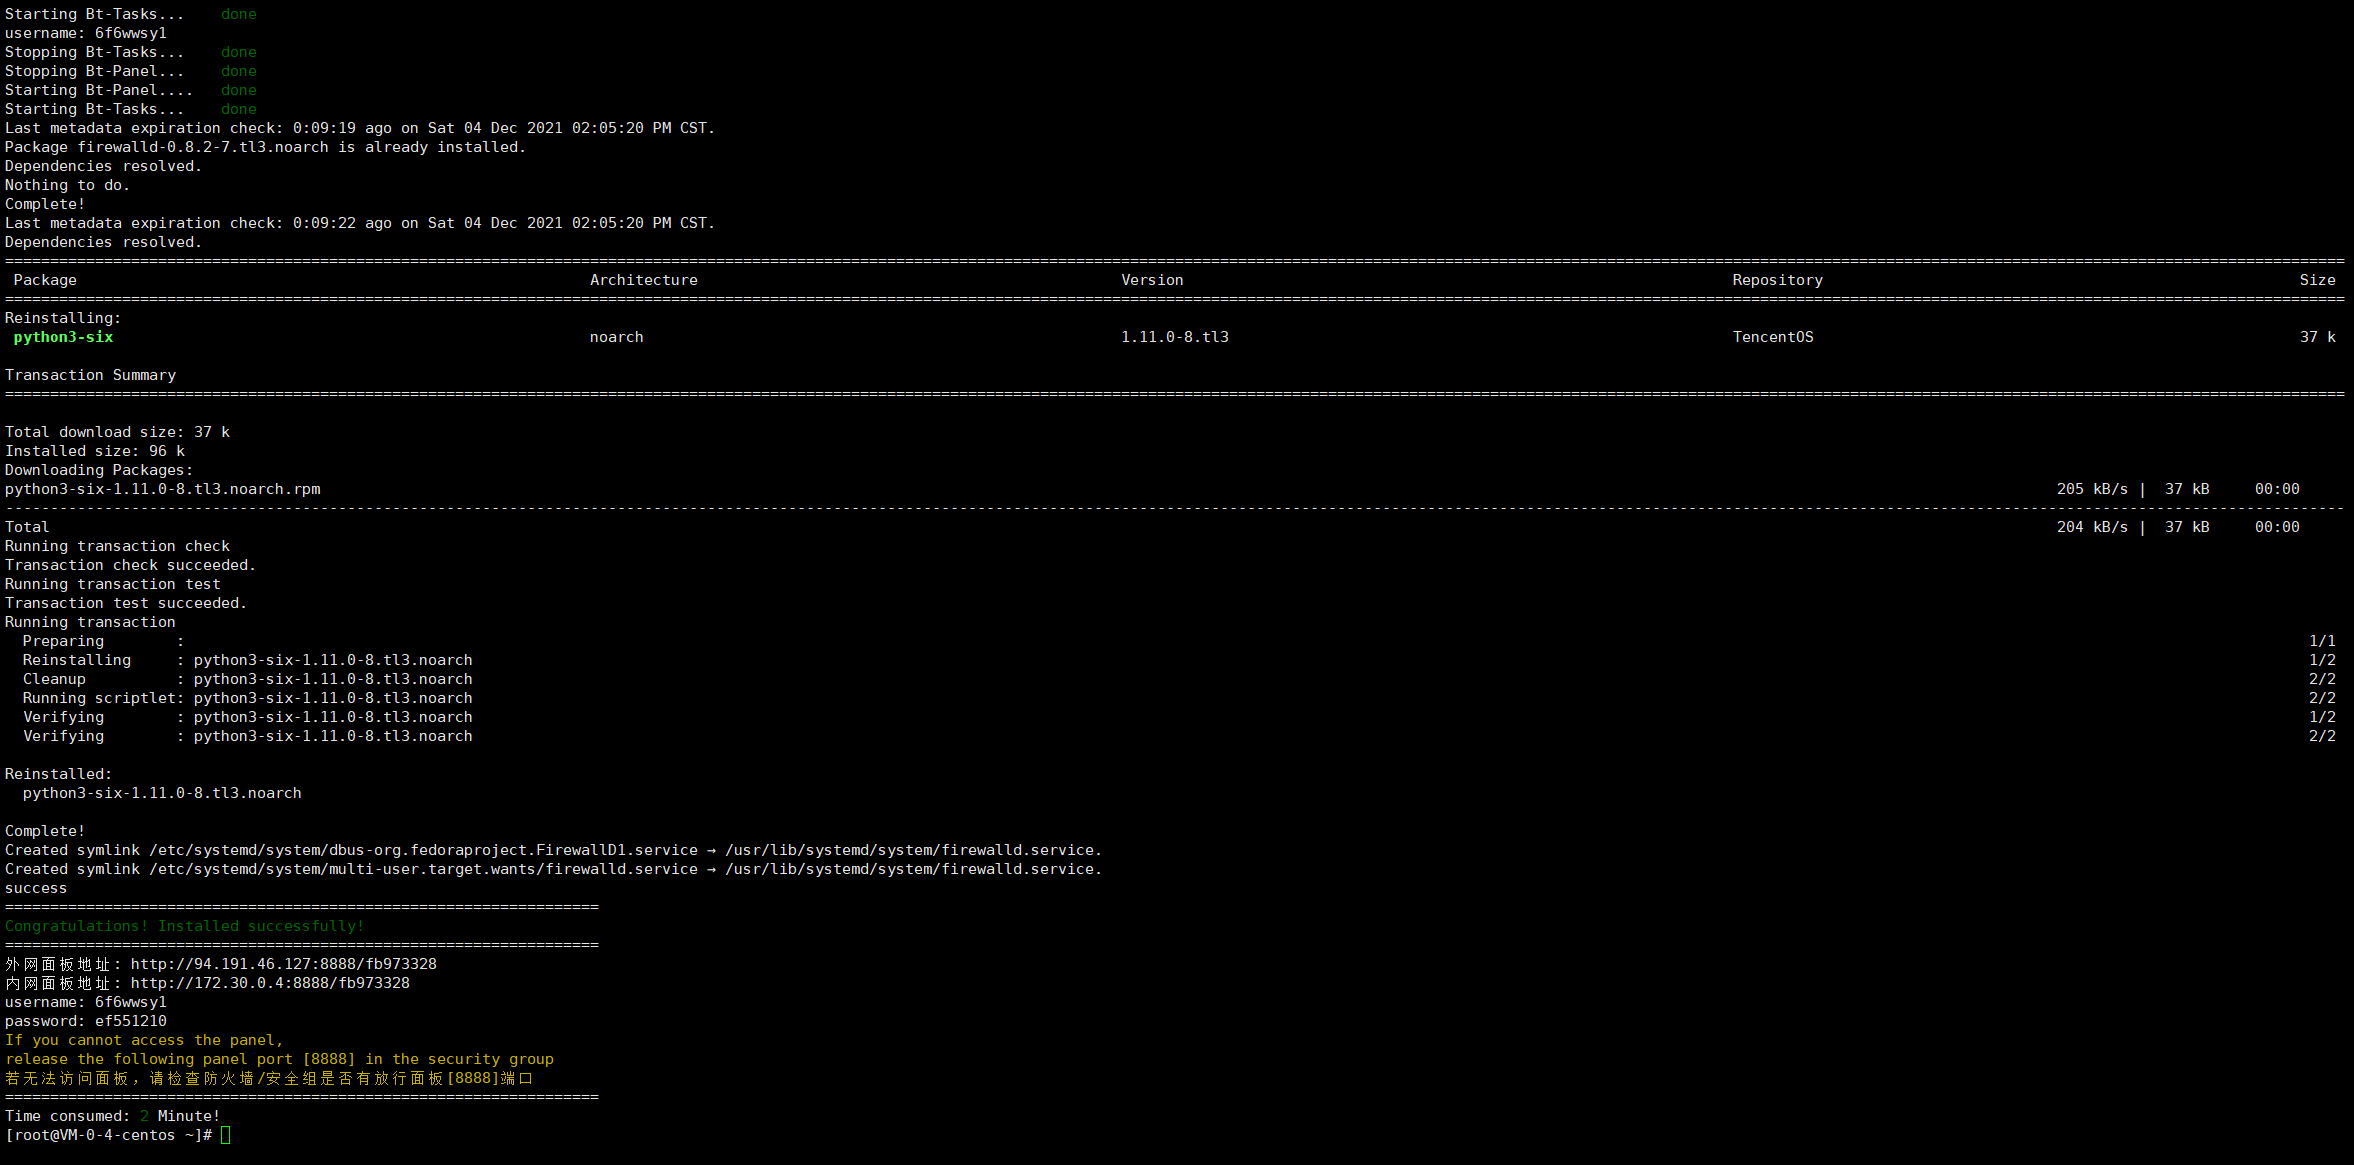 Starting Bt-Tasks... done
username: 6f6wwsy1
Stopping Bt-Tasks... done
Stopping Bt-Panel... done
Starting Bt-Panel.... done
Starting Bt-Tasks... done
Last metadata expiration check: 0:09:19 ago on Sat 04 Dec 2021 02:05:20 PM CST.
Package firewalld-0.8.2-7.tl3.noarch is already installed.
Dependencies resolved.
Nothing to do.
Complete!
Last metadata expiration check: 0:09:22 ago on Sat 04 Dec 2021 02:05:20 PM CST.
Dependencies resolved.
Package Architecture Version Repository Size
Reinstalling:
python3-six noarch 1.11.0-8.tl3 TencentOS 37 k
Transaction Summary
Total download size: 37 k
Installed size: 96 k
Downloading Packages:
python3-six-1.11.0-8.tl3.noarch.rpm 205 kB/s | 37 kB 00:00
Total 204 kB/s | 37 kB 00:00
Running transaction check
Transaction check succeeded.
Running transaction test
Transaction test succeeded.
Running transaction
Preparing : 1/1
Reinstalling : python3-six-1.11.0-8.tl3.noarch 1/2
Cleanup : python3-six-1.11.0-8.tl3.noarch 2/2
Running scriptlet: python3-six-1.11.0-8.tl3.noarch 2/2
Verifying : python3-six-1.11.0-8.tl3.noarch 1/2
Verifying : python3-six-1.11.0-8.tl3.noarch 2/2
Reinstalled:
python3-six-1.11.0-8.tl3.noarch
Complete!
Created symlink /etc/systemd/system/dbus-org.fedoraproject.FirewallD1.service → /usr/lib/systemd/system/firewalld.service.
Created symlink /etc/systemd/system/multi-user.target.wants/firewalld.service → /usr/lib/systemd/system/firewalld.service.
success
==================================================================
Congratulations! Installed successfully!
==================================================================
外网面板地址: http://94.191.46.127:8888/fb973328
内网面板地址: http://172.30.0.4:8888/fb973328
username: 6f6wwsy1
password: ef551210
If you cannot access the panel,
release the following panel port [8888] in the security group
若无法访问面板，请检查防火墙/安全组是否有放行面板[8888]端口
==================================================================
Time consumed: 2 Minute!
[root@VM-0-4-centos ~]#